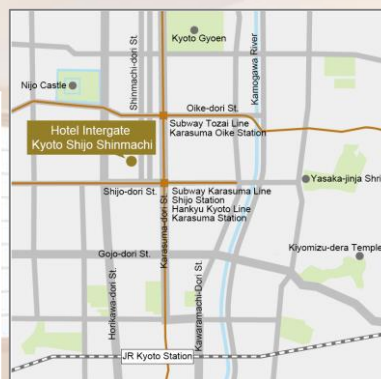 Kyoto Gyoen
Shinmachi-dori St.
Kamogawa River
Nijo Castle
Oike-dori St.
Subway Tozai Line
Karasuma Oike Station
Hotel Intergate
Kyoto Shijo Shinmachi
Shijo-dori St.
Subway Karasuma Line
Shijo Station
Hankyu Kyoto Line
Karasuma Station
Yasaka-jinja Shri
Karasuma-dori St.
Gojo-dori St.
Kiyomizu-dera Temple
Horikawa-dori St.
Kawaramachi-Dori St.
JR Kyoto Station